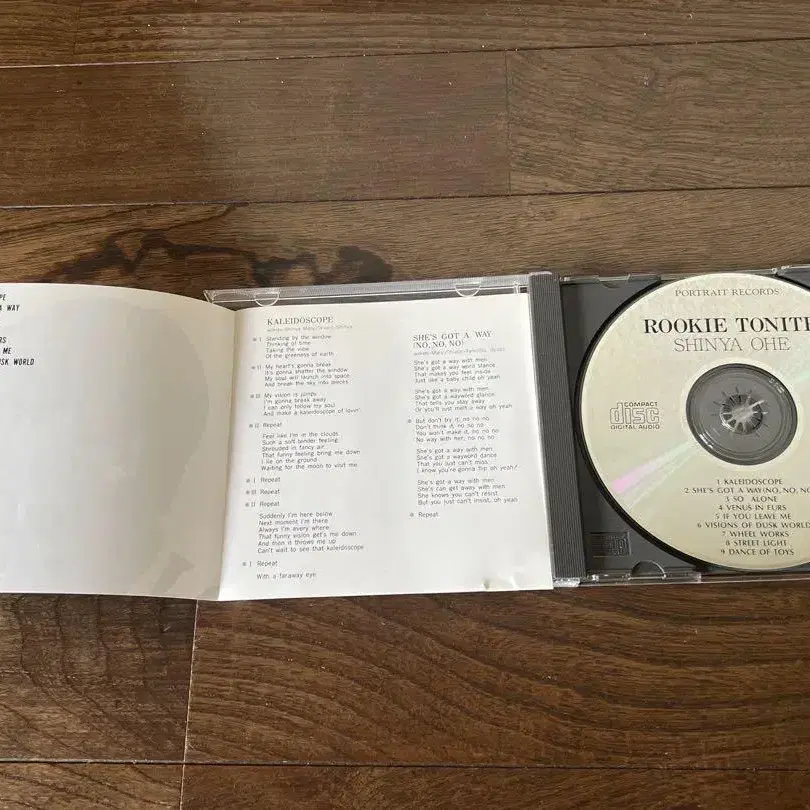 PE
A WAY
RS
ME
DUSK WORLD
KALEIDOSCOPE
I Standing by the window
Thinking of time
Taking the view
Of the greeness of earth
II My heart's gonna break
It's gonna shatter the window
My soul will launch into space
And break the sky into pieces
III My vision is jumpy
I'm gonna break away
I can only follow my soul
And make a kaleidoscope of lovin'
II Repeat
Feel like I'm in the clouds
Such a soft tender feeling
Shrouded in fancy air
That funny feeling bring me down
I lie on the ground
Waiting for the moon to visit me
I Repeat
III Repeat
II Repeat
Suddenly I'm here below
Next moment I'm there
Always I'm every where
That funny vision gets me down
And then it throws me up
Can't wait to see that kaleidoscope
I Repeat
With a faraway eye
SHE'S GOT A WAY
(NO, NO, NO)
She's got a way with men
She's got a way word stance
That makes you feel inside
Just like a baby child oh yeah
She's got a way with men
She's got a wayword glance
That tells you stay away
Or you'll just melt away oh yeah
But don't try it, no no no
Don't think it, no no no
You won't make it, no no no
No way with her, no no no
She's got a way with men
She's got a wayword dance
That you just can't miss
I know you're gonna flip oh yeah!
She's got a way with men
She's can get away with men
She knows you can't resist
But you just can't insist, oh yeah
Repeat
PORTRAIT RECORDS
ROOKIE TONITE
SHINYA OHE
COMPACT
disc
DIGITAL AUDIO
1 KALEIDOSCOPE
2 SHE'S GOT A WAY(NO, NO, NO
3 SO ALONE
4 VENUS IN FURS
5 IF YOU LEAVE ME
6 VISIONS OF DUSK WORLD
7 WHEEL WORKS
8 STREET LIGHT
9 DANCE OF TOYS